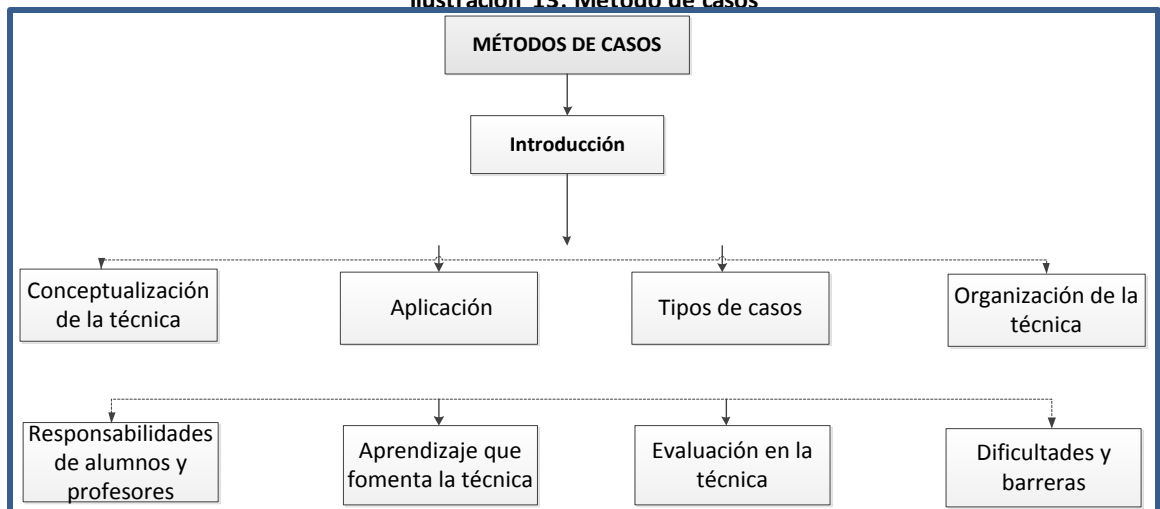 Ilustración 13. Método de casos
MÉTODOS DE CASOS
Introducción
Conceptualización
de la técnica
Aplicación
Tipos de casos
Organización de la
técnica
Responsabilidades
de alumnos y
profesores
Aprendizaje que
fomenta la técnica
Evaluación en la
técnica
Dificultades y
barreras